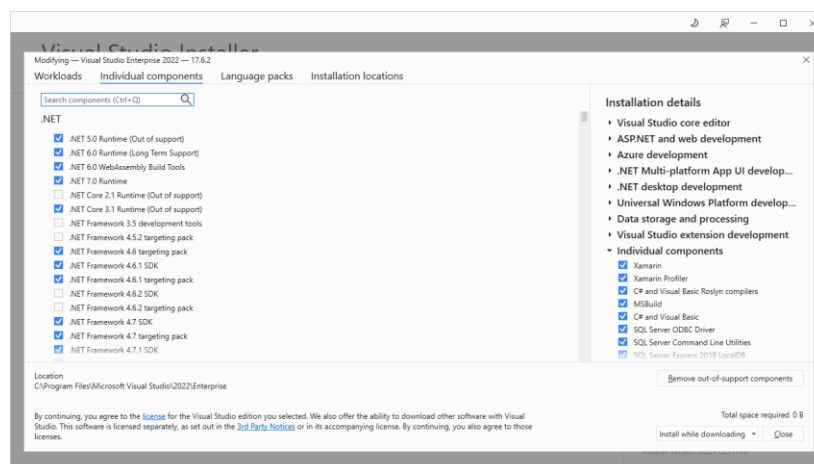 Visual Studio Installer
Modifying — Visual Studio Enterprise 2022 — 17.6.2
Workloads Individual components Language packs Installation locations
Search components (Ctrl+Q)
.NET
.NET 5.0 Runtime (Out of support)
.NET 6.0 Runtime (Long Term Support)
.NET 6.0 WebAssembly Build Tools
.NET 7.0 Runtime
.NET Core 2.1 Runtime (Out of support)
.NET Core 3.1 Runtime (Out of support)
.NET Framework 3.5 development tools
.NET Framework 4.5.2 targeting pack
.NET Framework 4.6 targeting pack
.NET Framework 4.6.1 SDK
.NET Framework 4.6.1 targeting pack
.NET Framework 4.6.2 SDK
.NET Framework 4.6.2 targeting pack
.NET Framework 4.7 SDK
.NET Framework 4.7 targeting pack
.NET Framework 4.7.1 SDK
Installation details
Visual Studio core editor
ASP.NET and web development
Azure development
.NET Multi-platform App UI develop...
.NET desktop development
Universal Windows Platform develop...
Data storage and processing
Visual Studio extension development
Individual components
Xamarin
Xamarin Profiler
C# and Visual Basic Roslyn compilers
MSBuild
C# and Visual Basic
SQL Server ODBC Driver
SQL Server Command Line Utilities
SQL Server Express 2019 LocalDB
Location
C:\Program Files\Microsoft Visual Studio\2022\Enterprise
Remove out-of-support components
By continuing, you agree to the license for the Visual Studio edition you selected. We also offer the ability to download other software with Visual
Studio. This software is licensed separately, as set out in the 3rd Party Notices or in its accompanying license. By continuing, you also agree to those
licenses.
Total space required 0 B
Install while downloading
Close